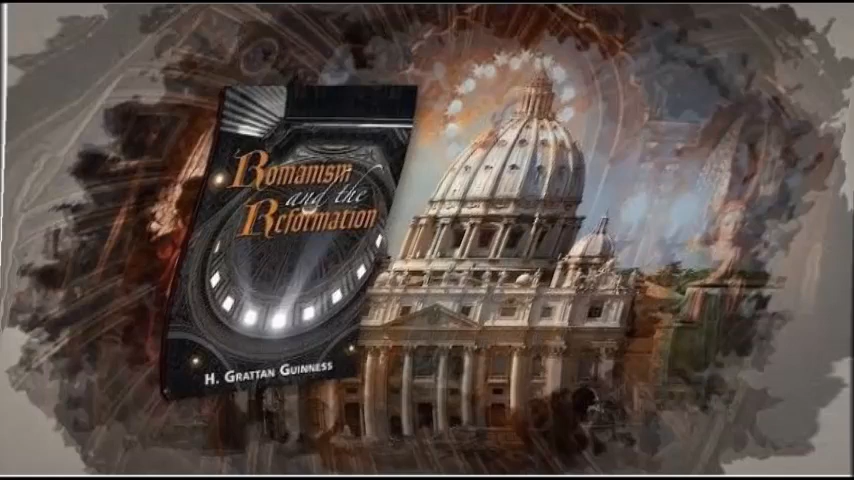 Romanism
and the
Reformation
H. GRATTAN GUINNESS